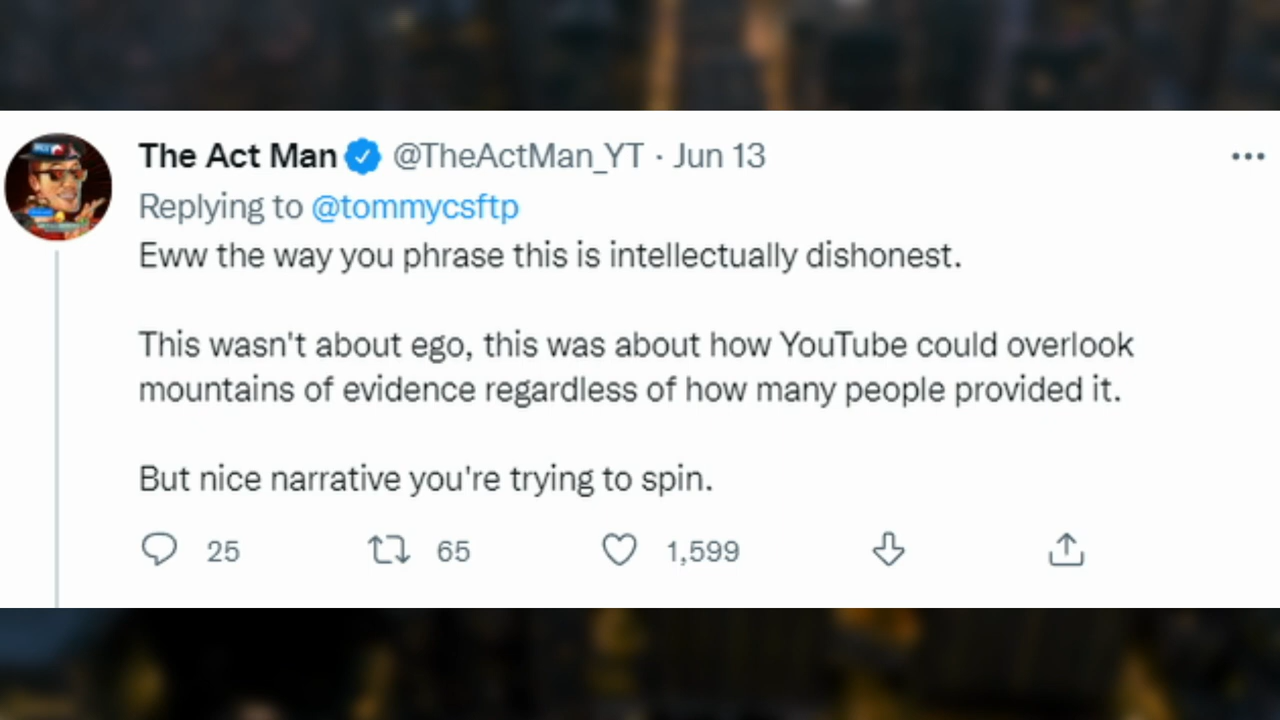 The Act Man @TheActMan_YT · Jun 13
Replying to @tommycsftp
Eww the way you phrase this is intellectually dishonest.
This wasn't about ego, this was about how YouTube could overlook
mountains of evidence regardless of how many people provided it.
But nice narrative you're trying to spin.
25 65 1,599